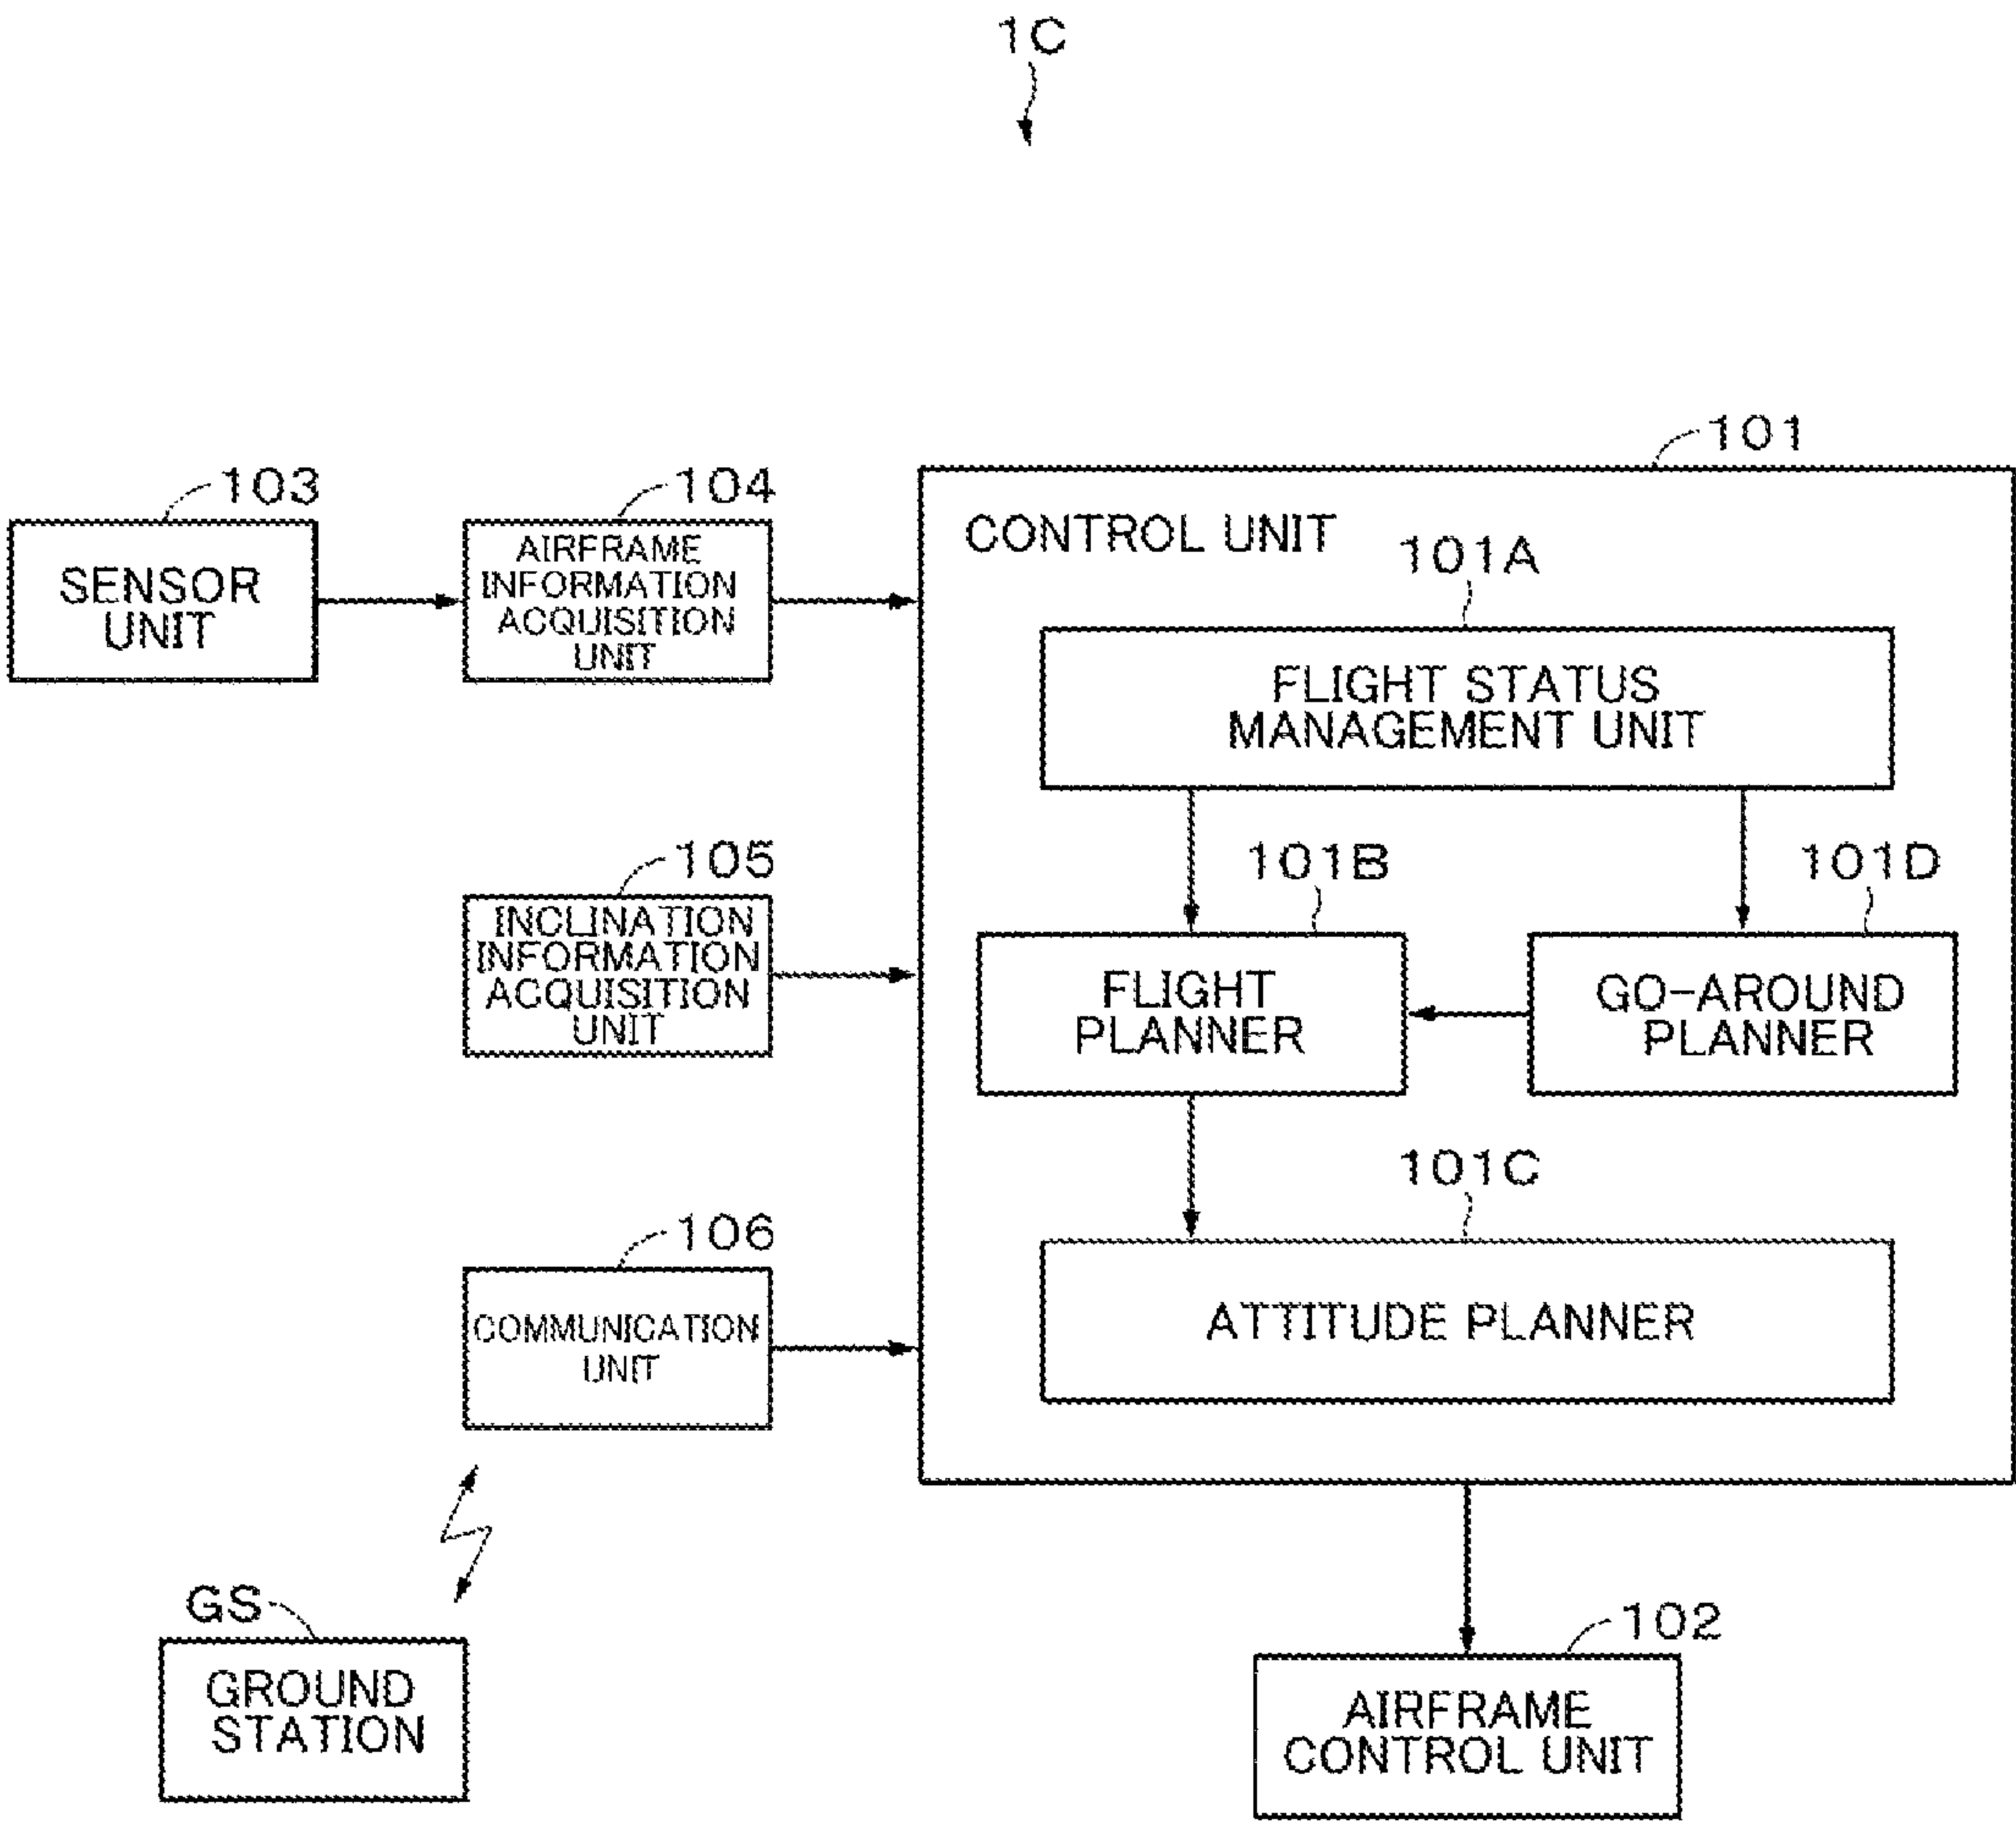 1C
101
103
104
CONTROL UNIT
SENSOR
UNIT
AIRFRAME
INFORMATION
ACQUISITION
UNIT
101A
FLIGHT STATUS
MANAGEMENT UNIT
105
101B
101D
INCLINATION
INFORMATION
ACQUISITION
UNIT
FLIGHT
PLANNER
GO-AROUND
PLANNER
101C
106
COMMUNICATION
UNIT
ATTITUDE PLANNER
GS
GROUND
STATION
102
AIRFRAME
CONTROL UNIT